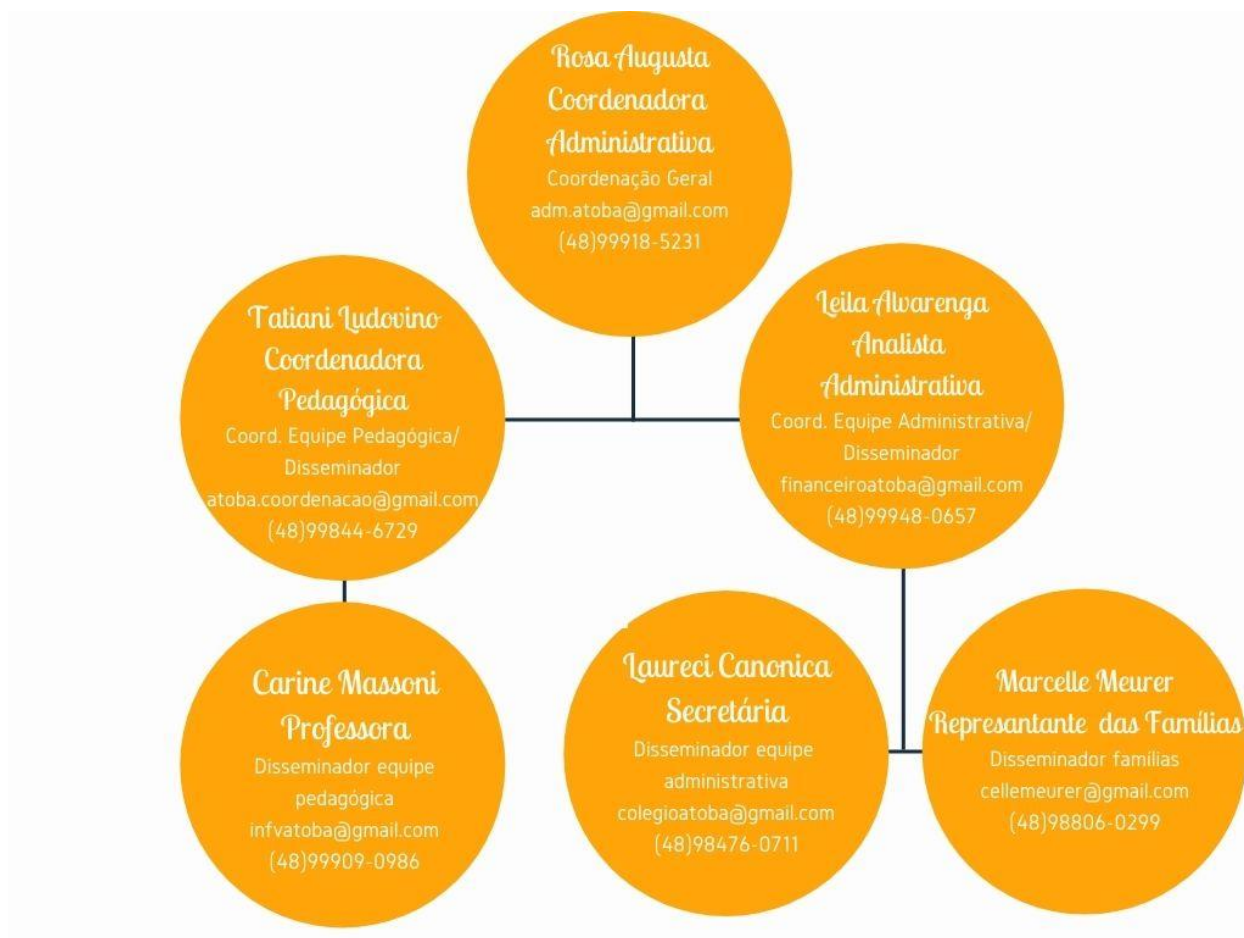 Rosa Augusta
Coordenadora
Administrativa
Coordenação Geral
adm.atoba@gmail.com
(48)99918-5231
Tatiani Ludovino
Coordenadora
Pedagógica
Coord. Equipe Pedagógica/
Disseminador
atoba.coordenacao@gmail.com
(48)99844-6729
Leila Alvarenga
Analista
Administrativa
Coord. Equipe Administrativa/
Disseminador
financeiroatoba@gmail.com
(48)99948-0657
Carine Massoni
Professora
Disseminador equipe
pedagógica
infvatoba@gmail.com
(48)99909-0986
Laureci Canonica
Secretária
Disseminador equipe
administrativa
colegioatoba@gmail.com
(48)98476-0711
Marcelle Meurer
Represantante das Famílias
Disseminador famílias
cellemeurer@gmail.com
(48)98806-0299